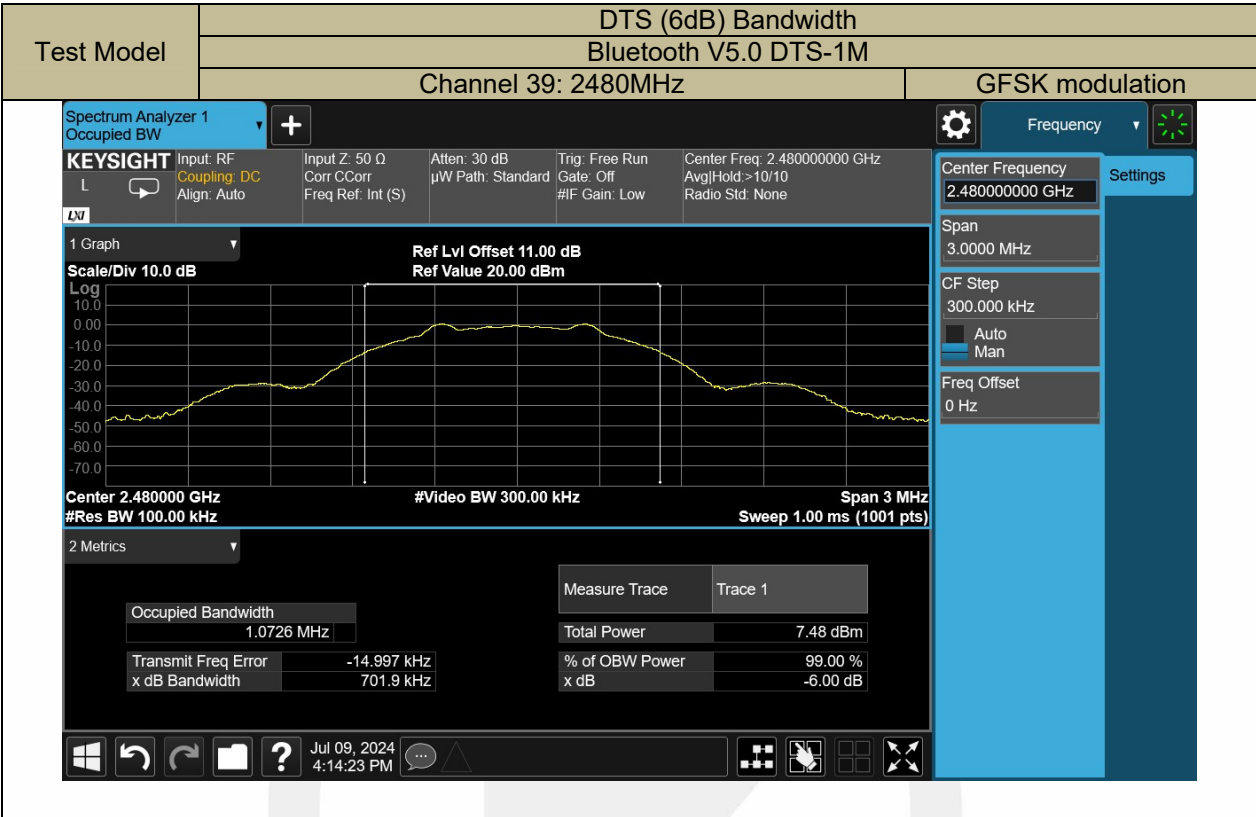 DTS (6dB) Bandwidth
Test Model
Bluetooth V5.0 DTS-1M
Channel 39: 2480MHz GFSK modulation
Spectrum Analyzer 1
Occupied BW
Frequency
KEYSIGHT
L
LXI
Input: RF
Coupling: DC
Align: Auto
Input Z: 50 Ω
Corr CCorr
Freq Ref: Int (S)
Atten: 30 dB
µW Path: Standard
Trig: Free Run
Gate: Off
#IF Gain: Low
Center Freq: 2.480000000 GHz
Avg|Hold:>10/10
Radio Std: None
Center Frequency
2.480000000 GHz
Settings
Span
3.0000 MHz
CF Step
300.000 kHz
Auto
Man
Freq Offset
0 Hz
1 Graph
Scale/Div 10.0 dB
Ref Lvl Offset 11.00 dB
Ref Value 20.00 dBm
Log
10.0
0.00
-10.0
-20.0
-30.0
-40.0
-50.0
-60.0
-70.0
Center 2.480000 GHz
#Res BW 100.00 kHz
#Video BW 300.00 kHz
Span 3 MHz
Sweep 1.00 ms (1001 pts)
2 Metrics
Measure Trace Trace 1
Occupied Bandwidth
1.0726 MHz
Total Power 7.48 dBm
Transmit Freq Error -14.997 kHz
% of OBW Power 99.00 %
x dB Bandwidth 701.9 kHz
x dB -6.00 dB
?
Jul 09, 2024
4:14:23 PM